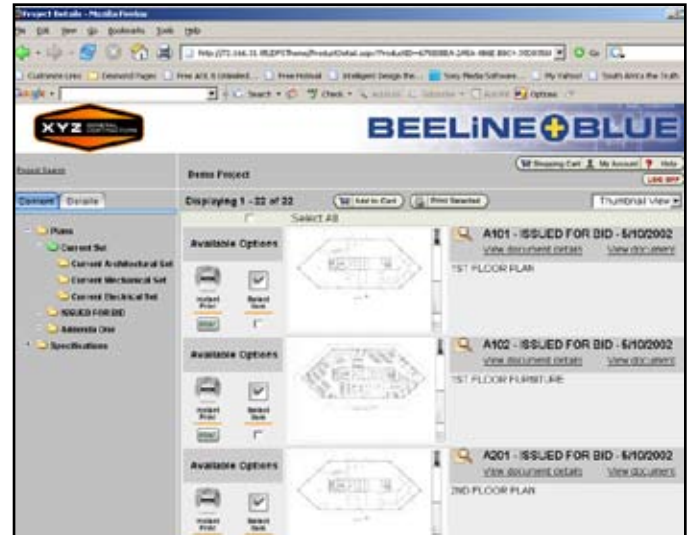 Project Details - Mozilla Firefox
Edit View Go Bookmarks Tools Help
Go
Customize Links
Google
Search
Check
Options
XYZ GENERAL CONTRACTORS
BEELiNE+BLUE
Project Search
Demo Project
Shopping Cart My Account Help
LOG OFF
Content Details
Displaying 1 - 22 of 22
Add to Cart
Print Selected
Thumbnail View
Select All
Plans
Current Set
Current Architectural Set
Current Mechanical Set
Current Electrical Set
ISSUED FOR BID
Addenda One
Specifications
Available Options
Instant Print
Select Item
A101 - ISSUED FOR BID - 5/10/2002
View document details View document
1ST FLOOR PLAN
Available Options
Instant Print
Select Item
A102 - ISSUED FOR BID - 5/10/2002
View document details View document
1ST FLOOR FURNITURE
Available Options
Instant Print
Select Item
A201 - ISSUED FOR BID - 5/10/2002
View document details View document
2ND FLOOR PLAN